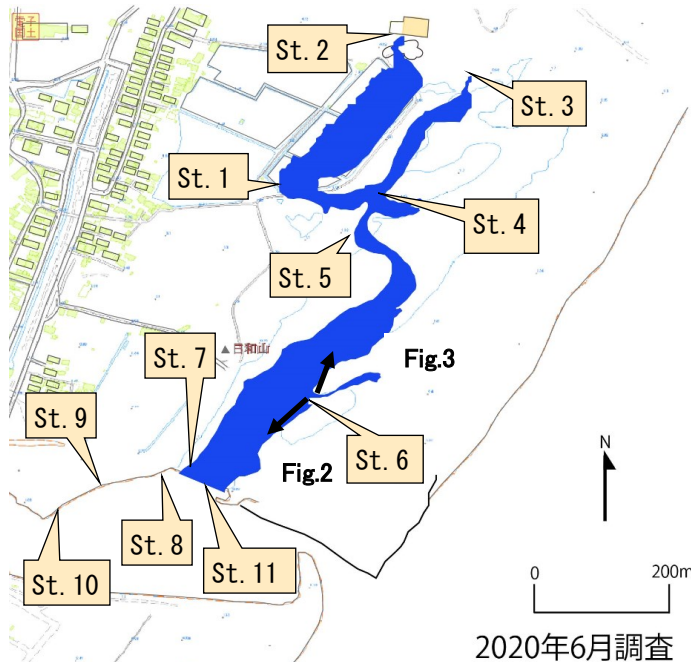 St. 2
St. 3
St. 1
St. 4
St. 5
▲日和山
St. 7
Fig.3
St. 9
St. 6
Fig.2
N
St. 8
St. 10
St. 11
0
200m
2020年6月調査